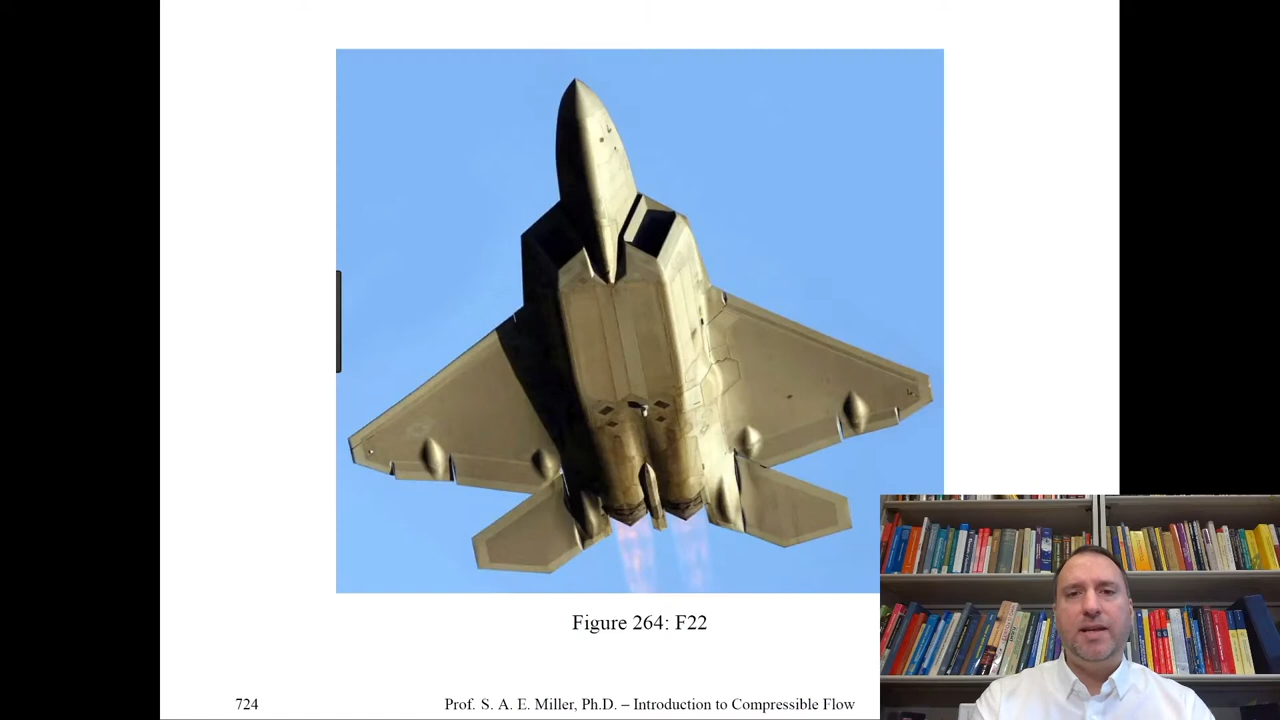 Figure 264: F22
724
Prof. S. A. E. Miller, Ph.D. – Introduction to Compressible Flow